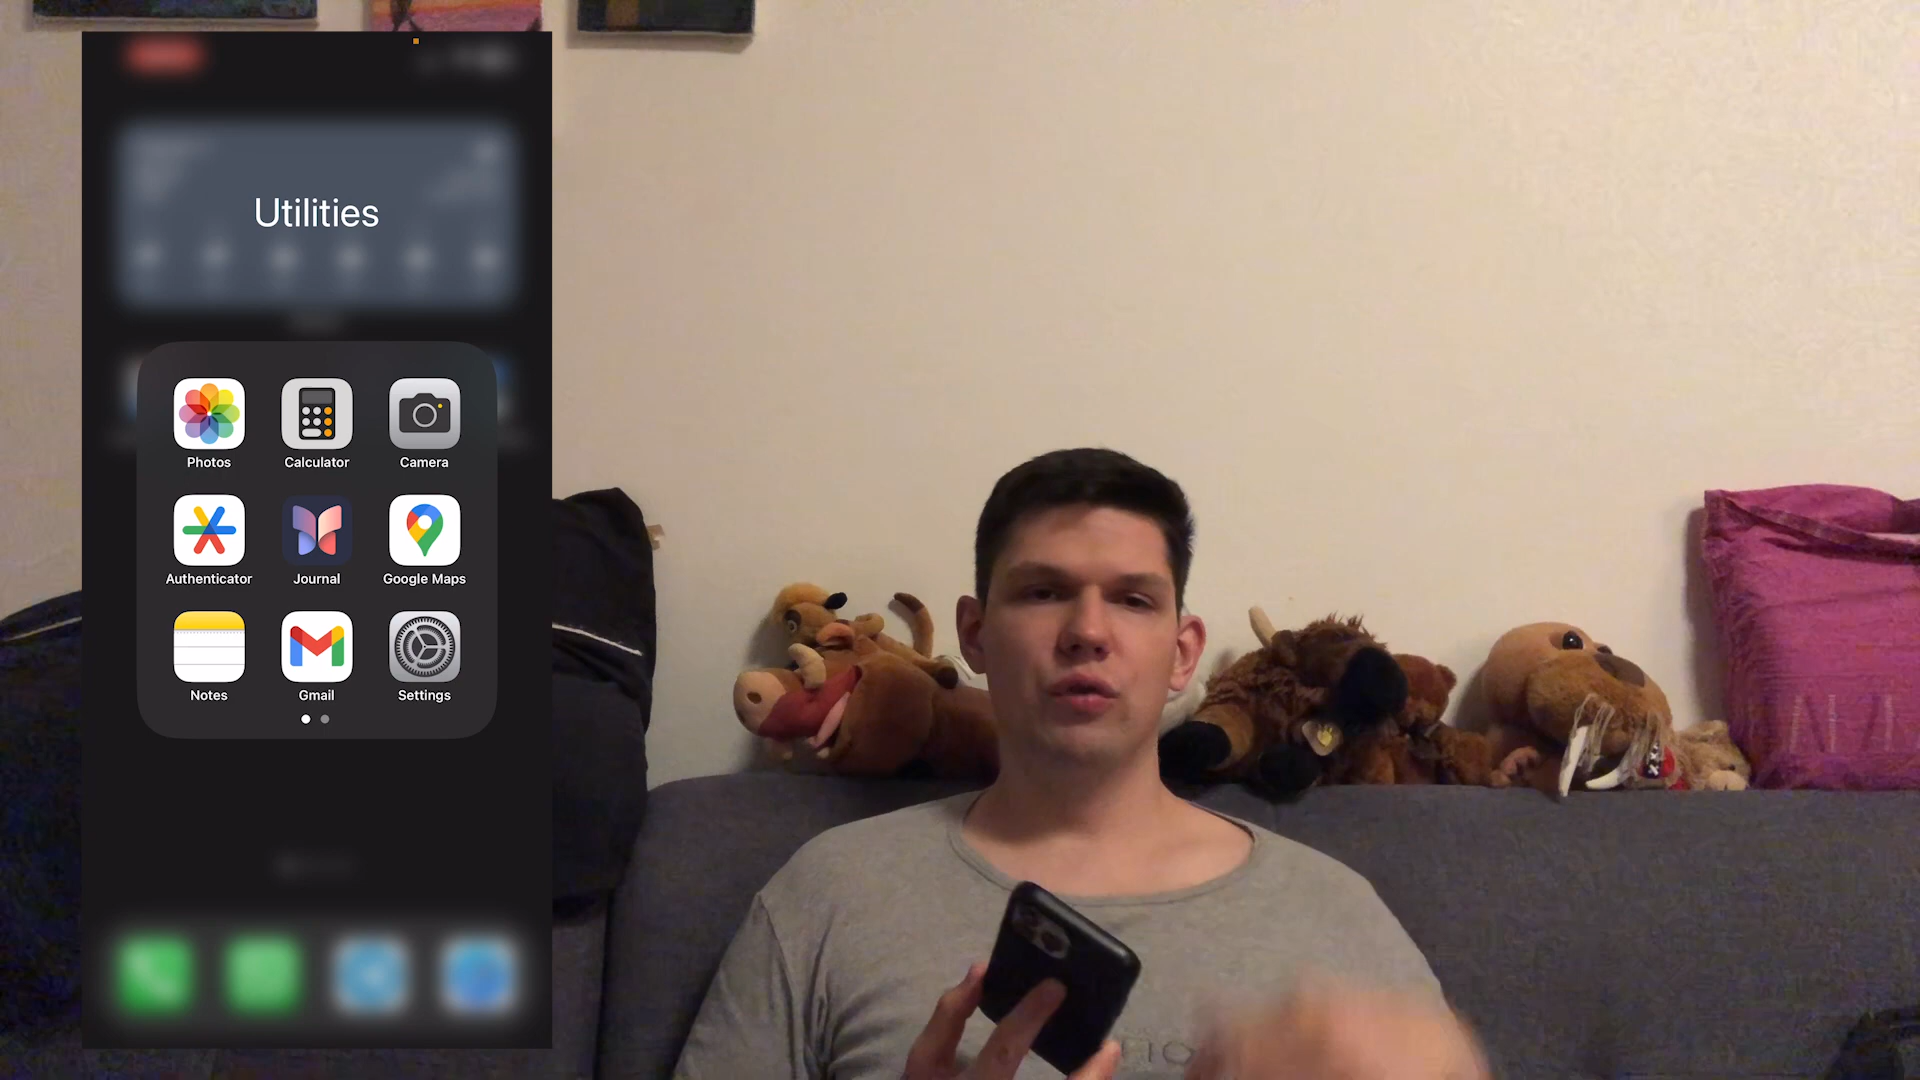 Utilities
Photos Calculator Camera
Authenticator Journal Google Maps
Notes Gmail Settings